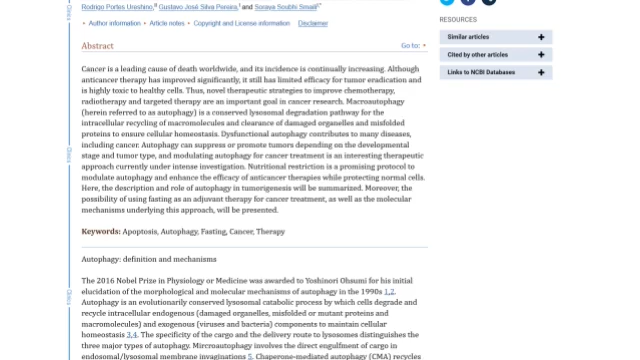 Rodrigo Portes Ureshino, Gustavo José Silva Pereira, and Soraya Soubhi Smaili
• Author information • Article notes • Copyright and License information Disclaimer
RESOURCES
Similar articles +
Cited by other articles +
Links to NCBI Databases +
Abstract
Go to: •
Cancer is a leading cause of death worldwide, and its incidence is continually increasing. Although
anticancer therapy has improved significantly, it still has limited efficacy for tumor eradication and
is highly toxic to healthy cells. Thus, novel therapeutic strategies to improve chemotherapy,
radiotherapy and targeted therapy are an important goal in cancer research. Macroautophagy
(herein referred to as autophagy) is a conserved lysosomal degradation pathway for the
intracellular recycling of macromolecules and clearance of damaged organelles and misfolded
proteins to ensure cellular homeostasis. Dysfunctional autophagy contributes to many diseases,
including cancer. Autophagy can suppress or promote tumors depending on the developmental
stage and tumor type, and modulating autophagy for cancer treatment is an interesting therapeutic
approach currently under intense investigation. Nutritional restriction is a promising protocol to
modulate autophagy and enhance the efficacy of anticancer therapies while protecting normal cells.
Here, the description and role of autophagy in tumorigenesis will be summarized. Moreover, the
possibility of using fasting as an adjuvant therapy for cancer treatment, as well as the molecular
mechanisms underlying this approach, will be presented.
Keywords: Apoptosis, Autophagy, Fasting, Cancer, Therapy
Autophagy: definition and mechanisms
The 2016 Nobel Prize in Physiology or Medicine was awarded to Yoshinori Ohsumi for his initial
elucidation of the morphological and molecular mechanisms of autophagy in the 1990s 1,2.
Autophagy is an evolutionarily conserved lysosomal catabolic process by which cells degrade and
recycle intracellular endogenous (damaged organelles, misfolded or mutant proteins and
macromolecules) and exogenous (viruses and bacteria) components to maintain cellular
homeostasis 3,4. The specificity of the cargo and the delivery route to lysosomes distinguishes the
three major types of autophagy. Mircroautophagy involves the direct engulfment of cargo in
endosomal/lysosomal membrane invaginations 5. Chaperone-mediated autophagy (CMA) recycles